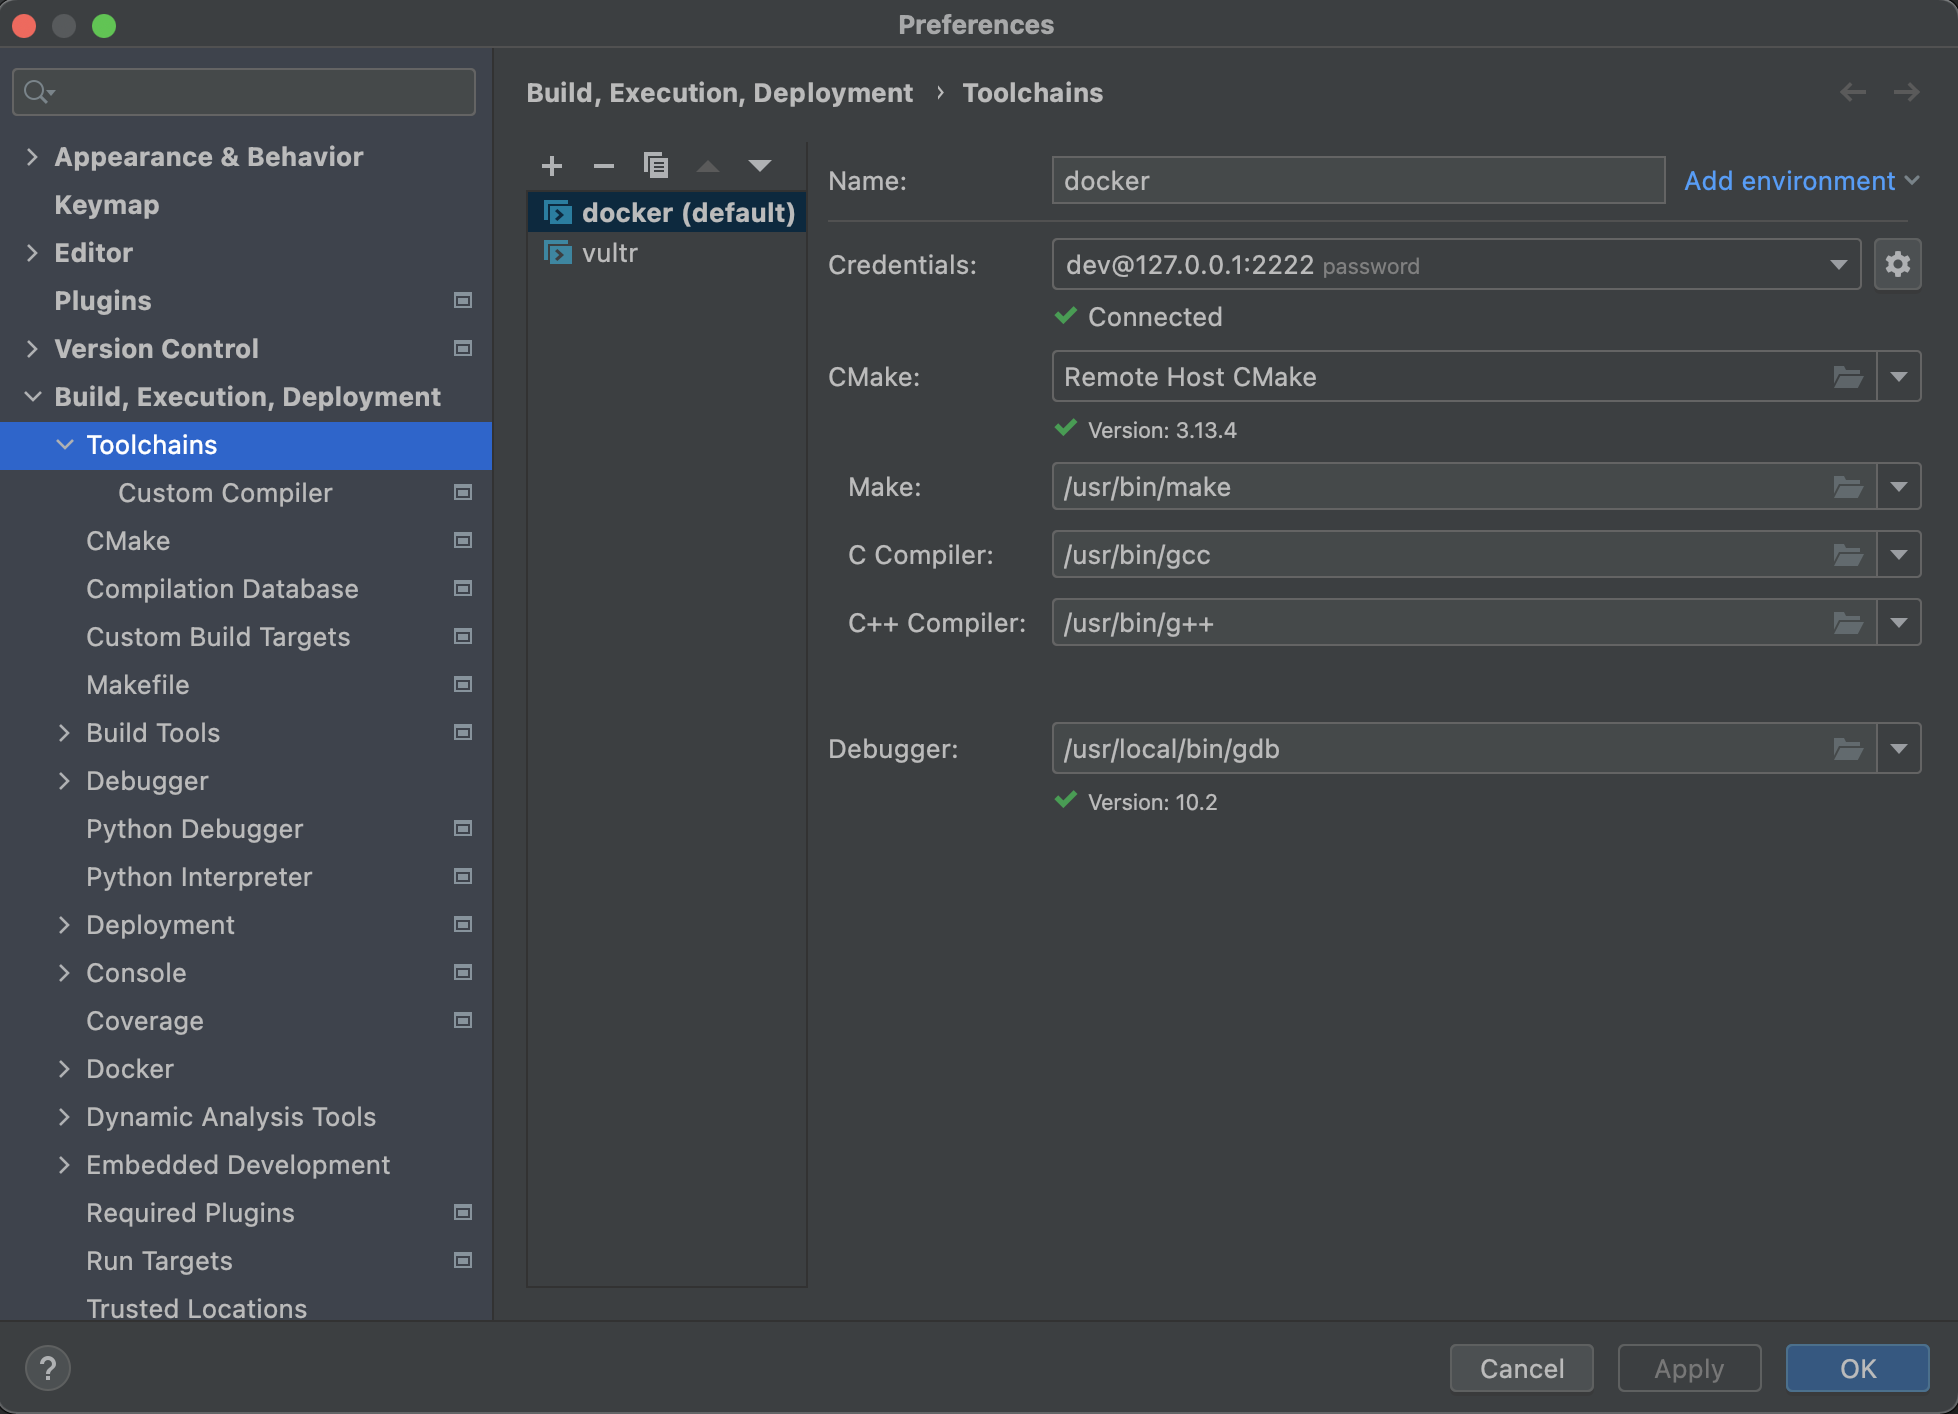 Preferences
Appearance & Behavior
Keymap
Editor
Plugins
Version Control
Build, Execution, Deployment
Toolchains
Custom Compiler
CMake
Compilation Database
Custom Build Targets
Makefile
Build Tools
Debugger
Python Debugger
Python Interpreter
Deployment
Console
Coverage
Docker
Dynamic Analysis Tools
Embedded Development
Required Plugins
Run Targets
Trusted Locations
Build, Execution, Deployment › Toolchains
docker (default)
vultr
Name: docker Add environment
Credentials: dev@127.0.0.1:2222 password
Connected
CMake: Remote Host CMake
Version: 3.13.4
Make: /usr/bin/make
C Compiler: /usr/bin/gcc
C++ Compiler: /usr/bin/g++
Debugger: /usr/local/bin/gdb
Version: 10.2
? Cancel Apply OK